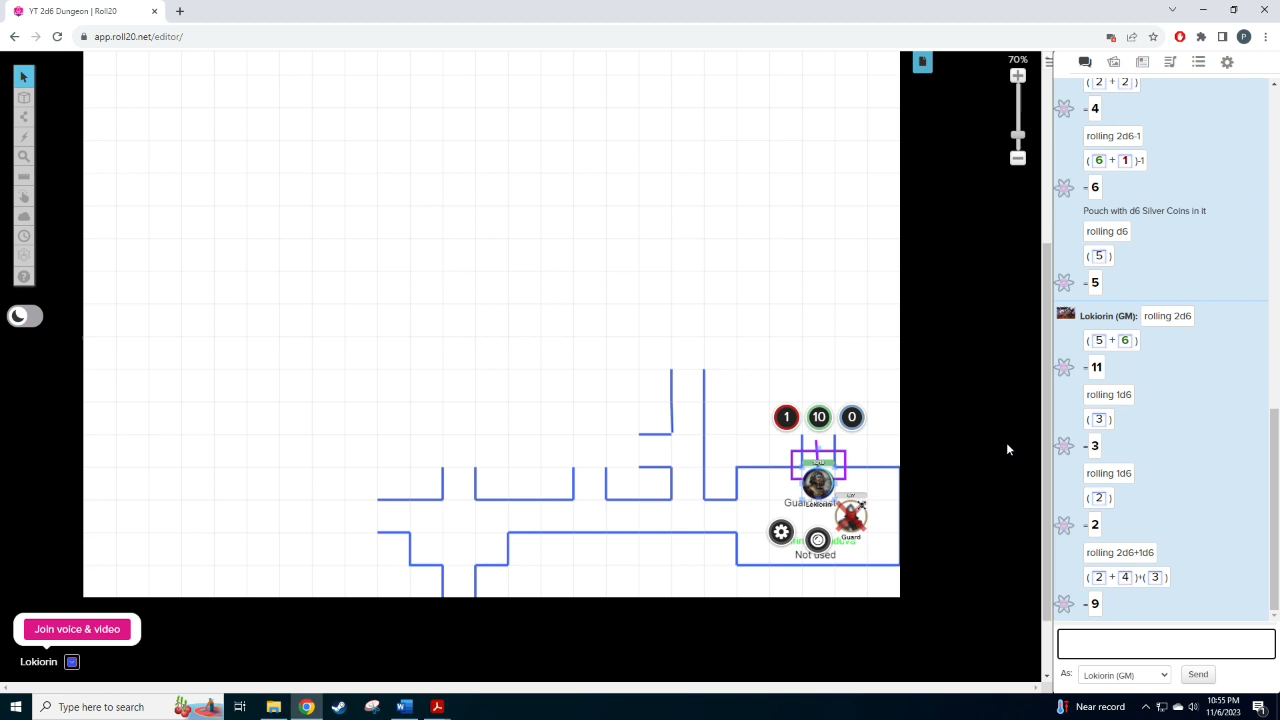 YT 2d6 Dungeon | Roll20
app.roll20.net/editor/
P
70%
( 2 + 2 )
= 4
rolling 2d6-1
( 6 + 1 )-1
= 6
Pouch with d6 Silver Coins in it
rolling d6
( 5 )
= 5
Lokiorin (GM): rolling 2d6
( 5 + 6 )
= 11
rolling 1d6
( 3 )
= 3
rolling 1d6
( 2 )
= 2
rolling 2d6+1d6
( 2 + 4 )+( 3 )
= 9
1 10 0
Lokiorin
Guard
Not used
Join voice & video
Lokiorin
As: Lokiorin (GM) Send
Type here to search
Near record
10:55 PM
11/6/2023